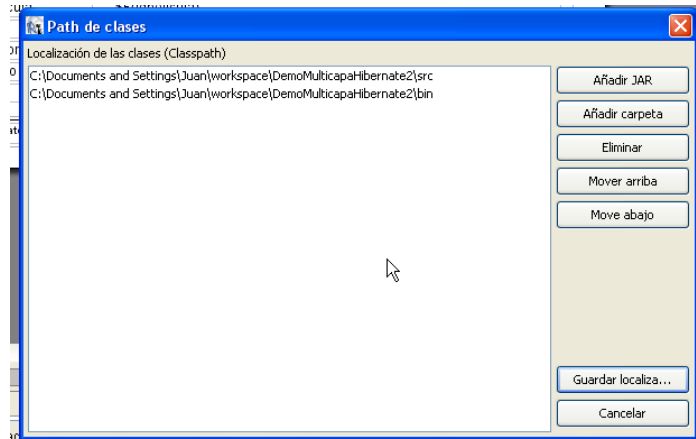 Path de clases
Localización de las clases (Classpath)
C:\Documents and Settings\Juan\workspace\DemoMulticapaHibernate2\src
C:\Documents and Settings\Juan\workspace\DemoMulticapaHibernate2\bin
Añadir JAR
Añadir carpeta
Eliminar
Mover arriba
Move abajo
Guardar localiza...
Cancelar